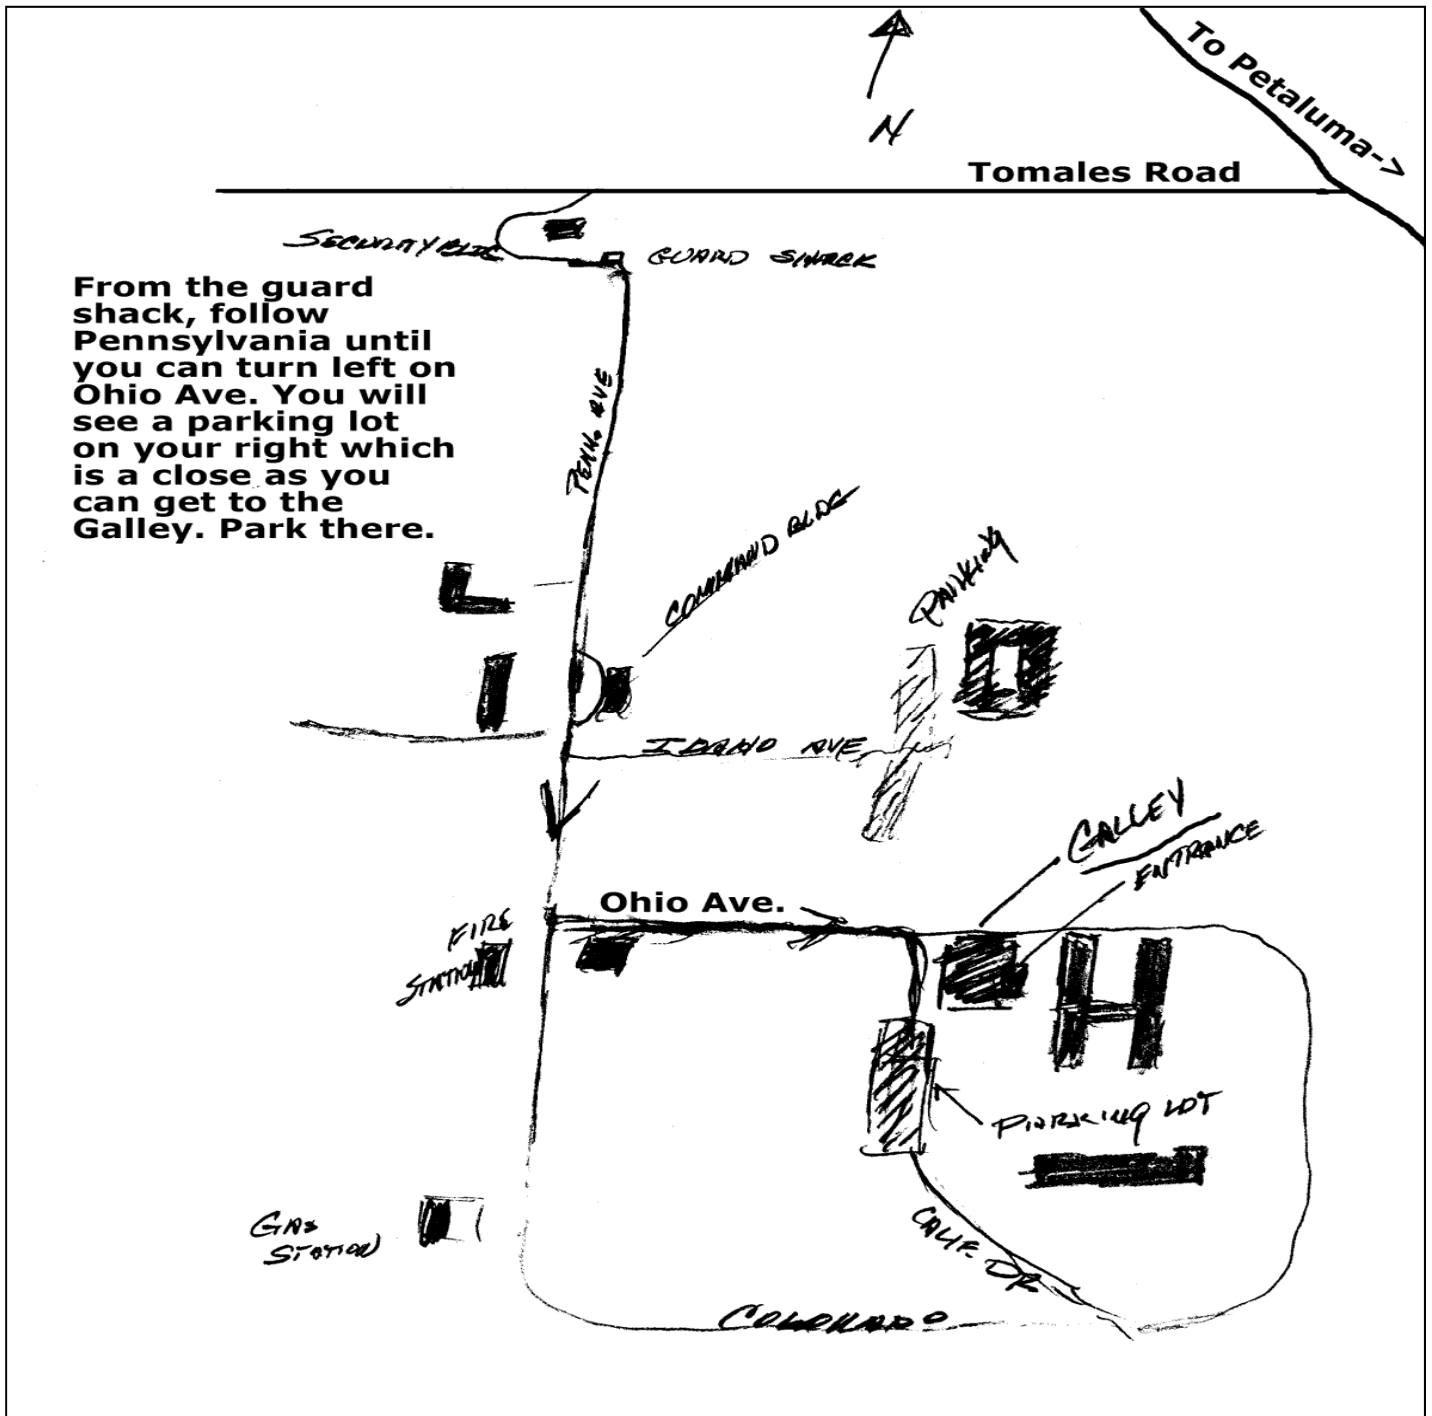 To Petaluma->
N
Tomales Road
SECURITY BLDG
GUARD SHACK
From the guard
shack, follow
Pennsylvania until
you can turn left on
Ohio Ave. You will
see a parking lot
on your right which
is a close as you
can get to the
Galley. Park there.
PENN. AVE
COMMAND BLDG
PARKING
IDAHO AVE
GALLEY
ENTRANCE
Ohio Ave.
FIRE
STATION
PARKING LOT
GAS
STATION
CALIF. DR
COLORADO